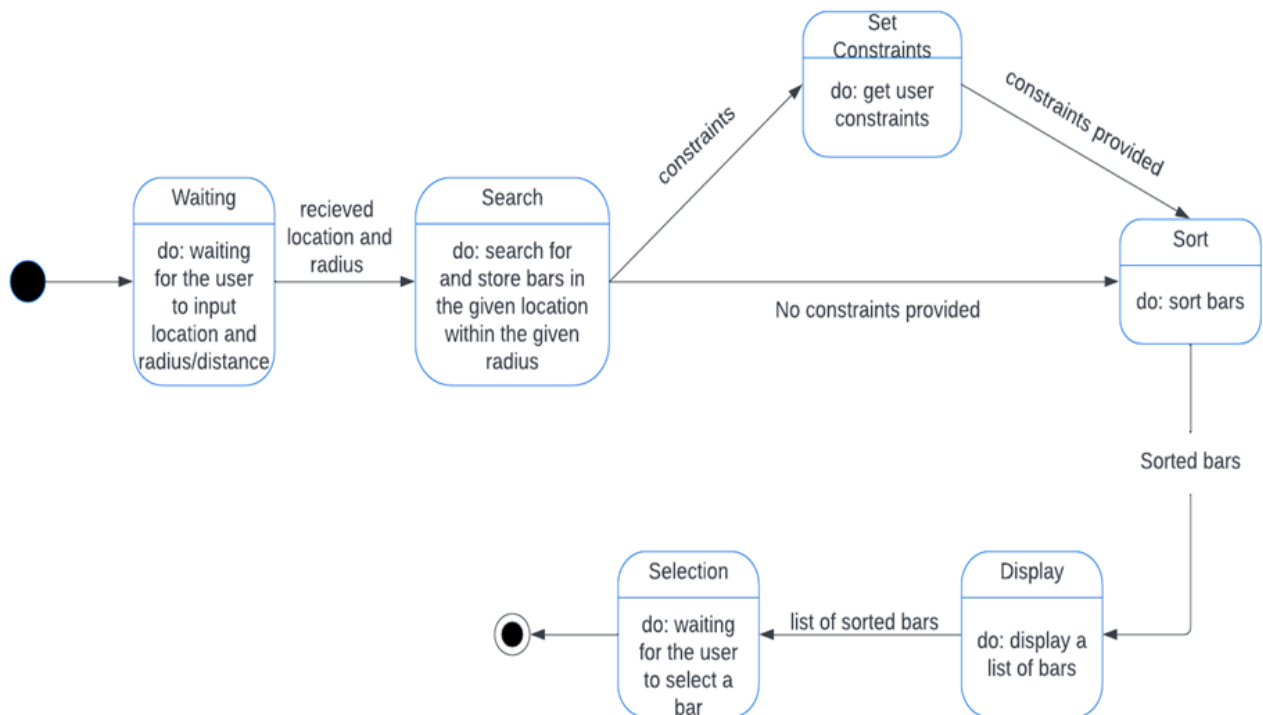 Set
Constraints
do: get user
constraints
constraints
constraints provided
Waiting
do: waiting
for the user
to input
location and
radius/distance
recieved
location and
radius
Search
do: search for
and store bars in
the given location
within the given
radius
No constraints provided
Sort
do: sort bars
Sorted bars
Selection
do: waiting
for the user
to select a
bar
list of sorted bars
Display
do: display a
list of bars